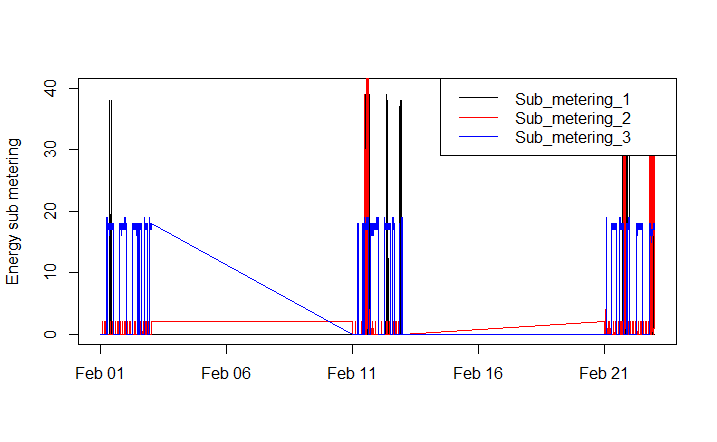 Energy sub metering
40
30
20
10
0
Sub_metering_1
Sub_metering_2
Sub_metering_3
Feb 01 Feb 06 Feb 11 Feb 16 Feb 21